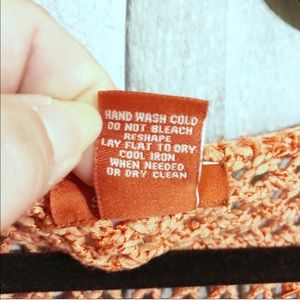 HAND WASH COLD
DO NOT BLEACH
RESHAPE
LAY FLAT TO DRY
COOL IRON
WHEN NEEDED
OR DRY CLEAN